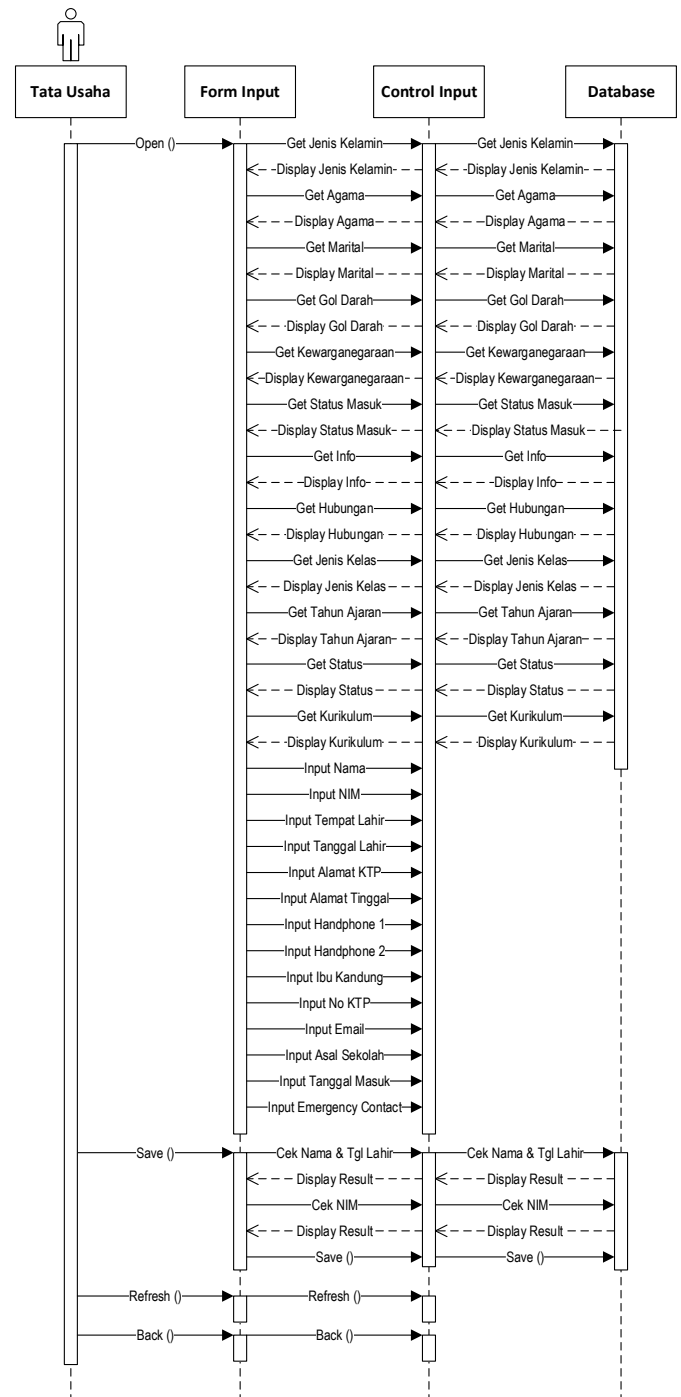 Tata Usaha Form Input Control Input Database
Open () Get Jenis Kelamin Get Jenis Kelamin
Display Jenis Kelamin Display Jenis Kelamin
Get Agama Get Agama
Display Agama Display Agama
Get Marital Get Marital
Display Marital Display Marital
Get Gol Darah Get Gol Darah
Display Gol Darah Display Gol Darah
Get Kewarganegaraan Get Kewarganegaraan
Display Kewarganegaraan Display Kewarganegaraan
Get Status Masuk Get Status Masuk
Display Status Masuk Display Status Masuk
Get Info Get Info
Display Info Display Info
Get Hubungan Get Hubungan
Display Hubungan Display Hubungan
Get Jenis Kelas Get Jenis Kelas
Display Jenis Kelas Display Jenis Kelas
Get Tahun Ajaran Get Tahun Ajaran
Display Tahun Ajaran Display Tahun Ajaran
Get Status Get Status
Display Status Display Status
Get Kurikulum Get Kurikulum
Display Kurikulum Display Kurikulum
Input Nama
Input NIM
Input Tempat Lahir
Input Tanggal Lahir
Input Alamat KTP
Input Alamat Tinggal
Input Handphone 1
Input Handphone 2
Input Ibu Kandung
Input No KTP
Input Email
Input Asal Sekolah
Input Tanggal Masuk
Input Emergency Contact
Save () Cek Nama & Tgl Lahir Cek Nama & Tgl Lahir
Display Result Display Result
Cek NIM Cek NIM
Display Result Display Result
Save () Save ()
Refresh () Refresh ()
Back () Back ()